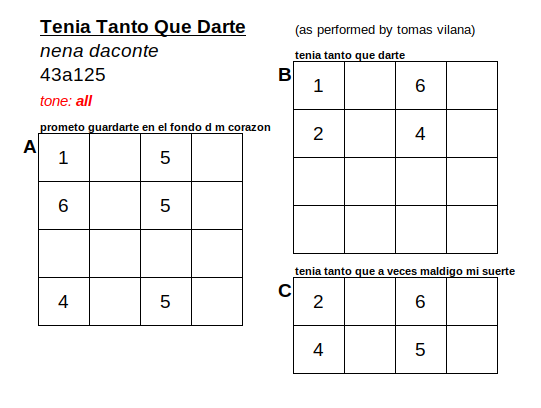 Tenia Tanto Que Darte
nena daconte
43a125
tone: all
prometo guardarte en el fondo d m corazon
A
1 5
6 5
4 5
(as performed by tomas vilana)
tenia tanto que darte
B
1 6
2 4
tenia tanto que a veces maldigo mi suerte
C
2 6
4 5